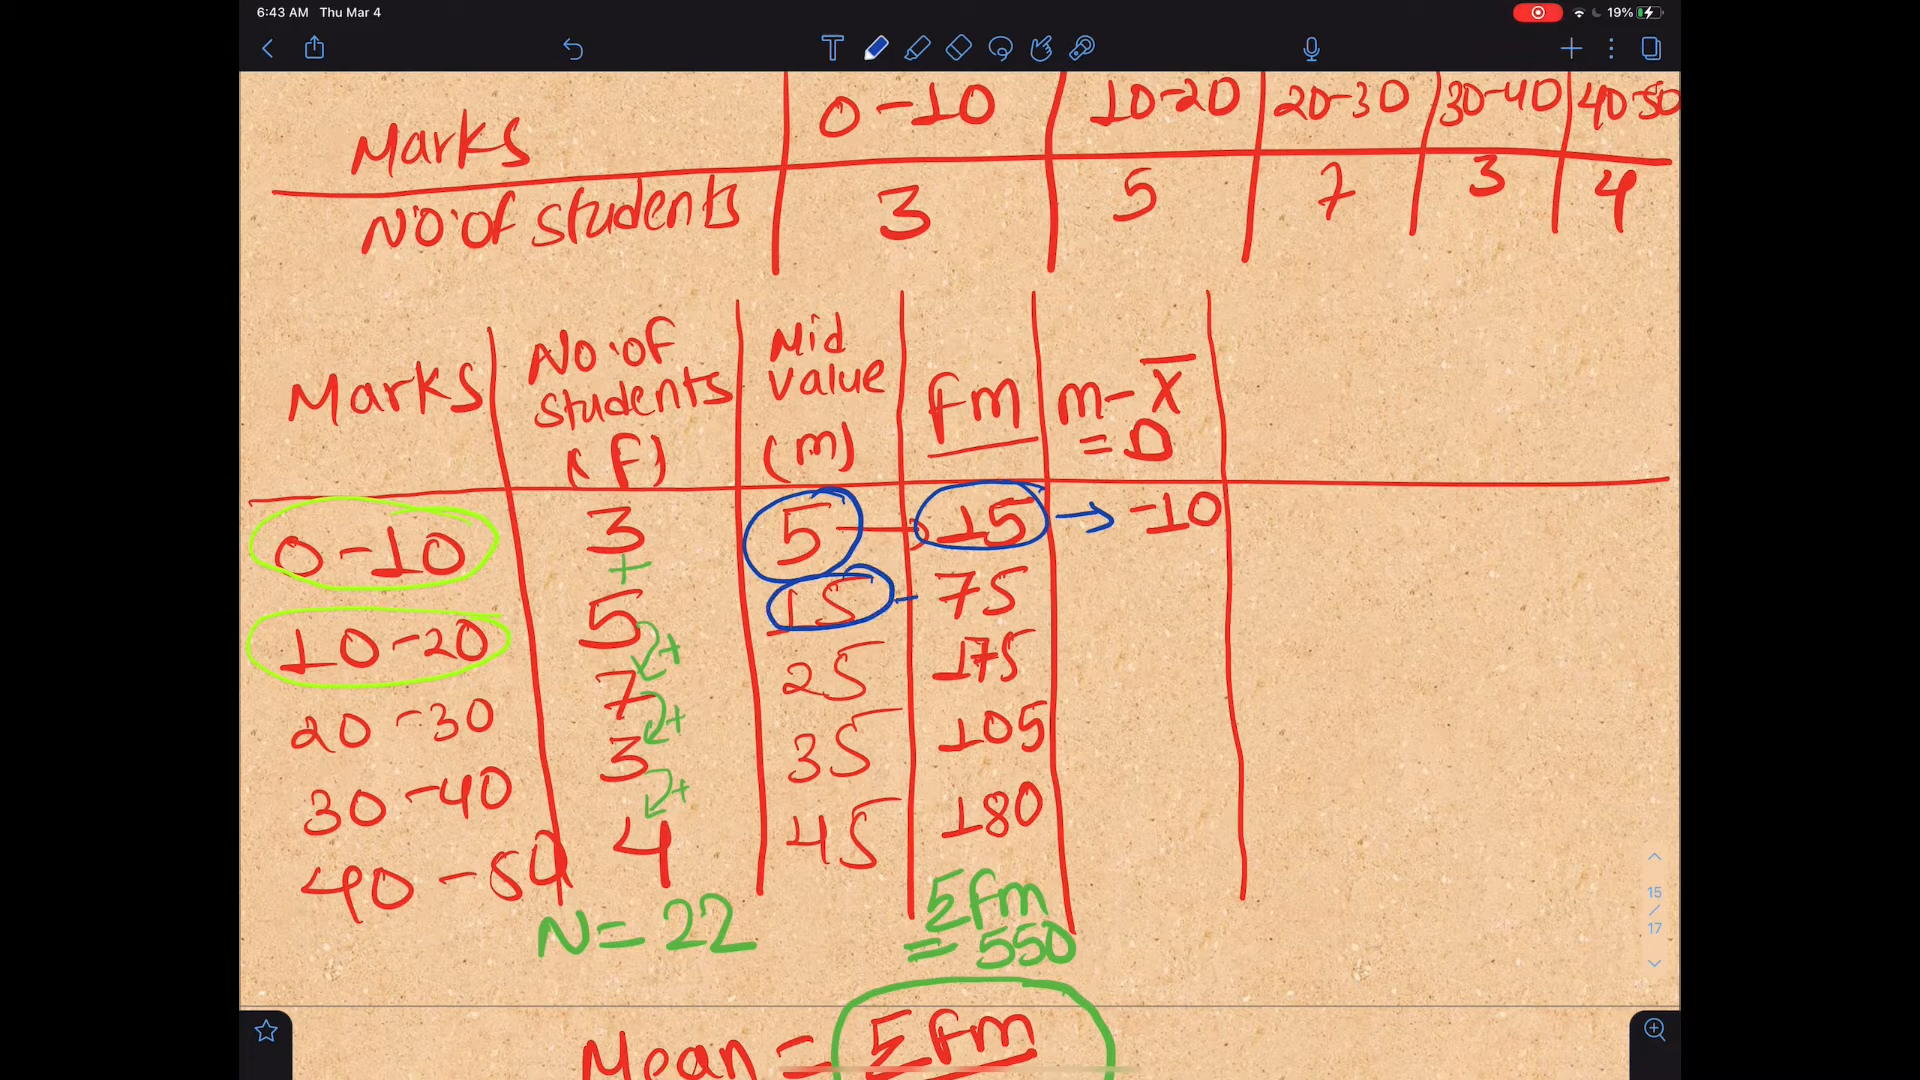 6:43 AM Thu Mar 4
19%
T
Marks 0-10 10-20 20-30 30-40 40-50
No. of students 3 5 7 3 4
Marks No. of students (f) Mid value (m) fm m-X̅ = D
0-10 3 5 15 → -10
+
10-20 5 15 - 75
+
20-30 7 25 175
+
30-40 3 35 105
+
40-50 4 45 180
N = 22 Σfm = 550
Mean = Σfm
15
/
17